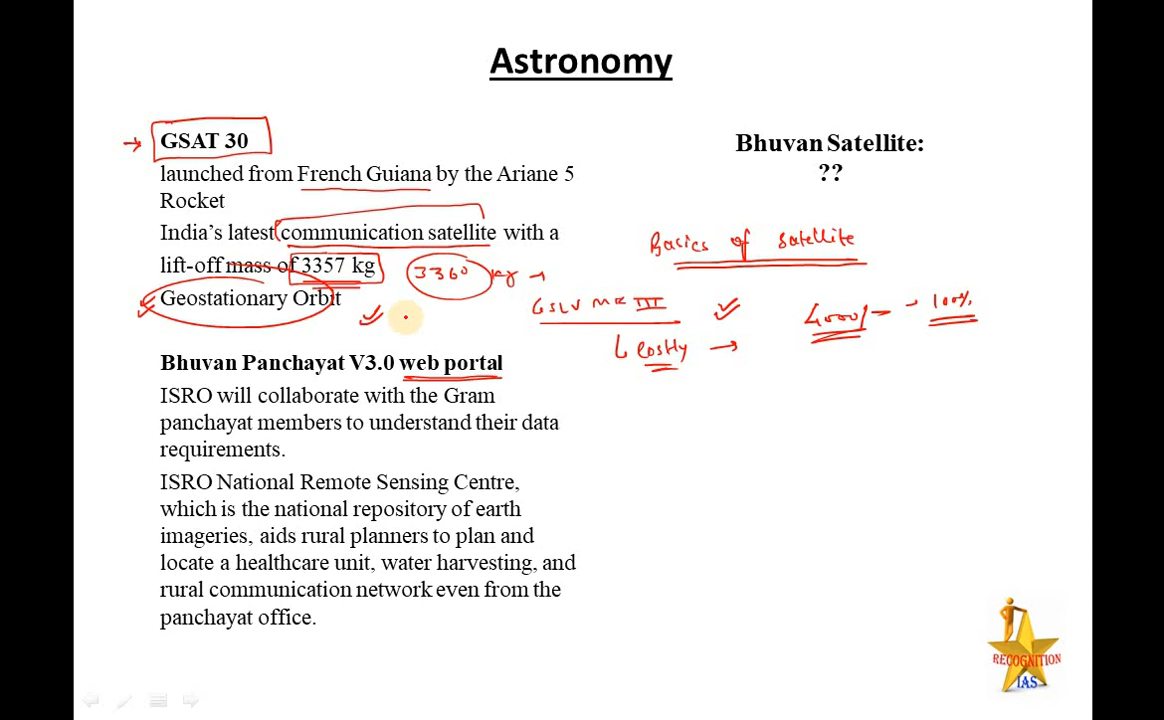 Astronomy
GSAT 30
launched from French Guiana by the Ariane 5
Rocket
India’s latest communication satellite with a
lift-off mass of 3357 kg
3360 kg
Geostationary Orbit
Bhuvan Panchayat V3.0 web portal
ISRO will collaborate with the Gram
panchayat members to understand their data
requirements.
ISRO National Remote Sensing Centre,
which is the national repository of earth
imageries, aids rural planners to plan and
locate a healthcare unit, water harvesting, and
rural communication network even from the
panchayat office.
Bhuvan Satellite:
??
Basics of satellite
GSLV MK III
Costly
4000/- - 100%
RECOGNITION
IAS